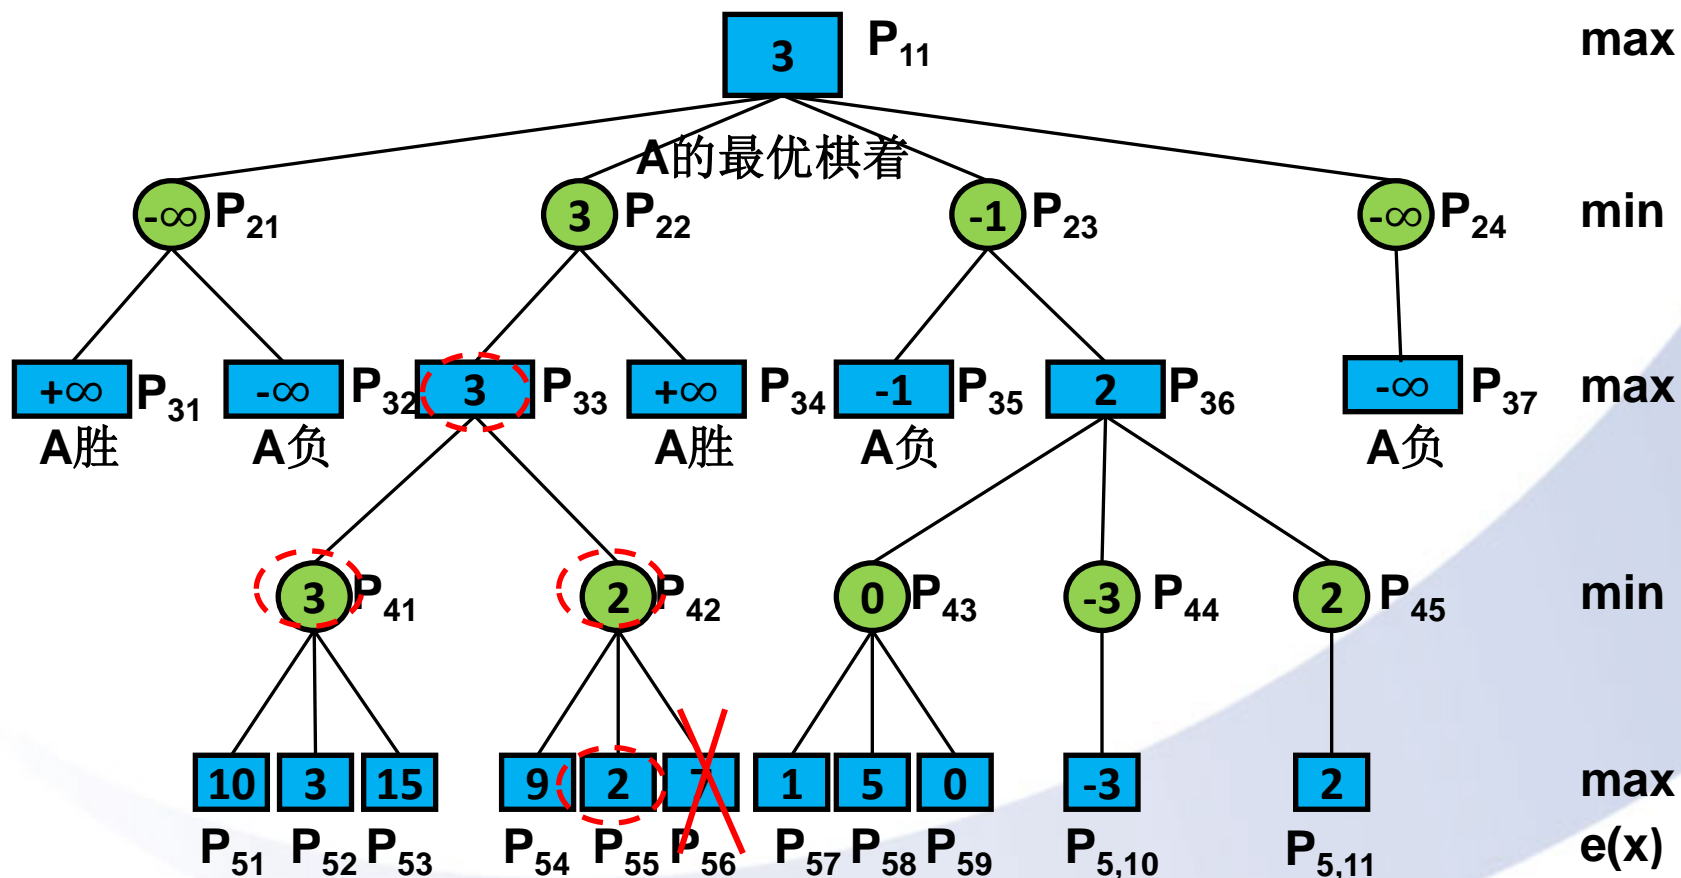 3 P11 max
A的最优棋着
-∞ P21 3 P22 -1 P23 -∞ P24 min
+∞ P31 -∞ P32 3 P33 +∞ P34 -1 P35 2 P36 -∞ P37 max
A胜 A负 A胜 A负 A负
3 P41 2 P42 0 P43 -3 P44 2 P45 min
10 3 15 9 2 7 1 5 0 -3 2 max
P51 P52 P53 P54 P55 P56 P57 P58 P59 P5,10 P5,11 e(x)